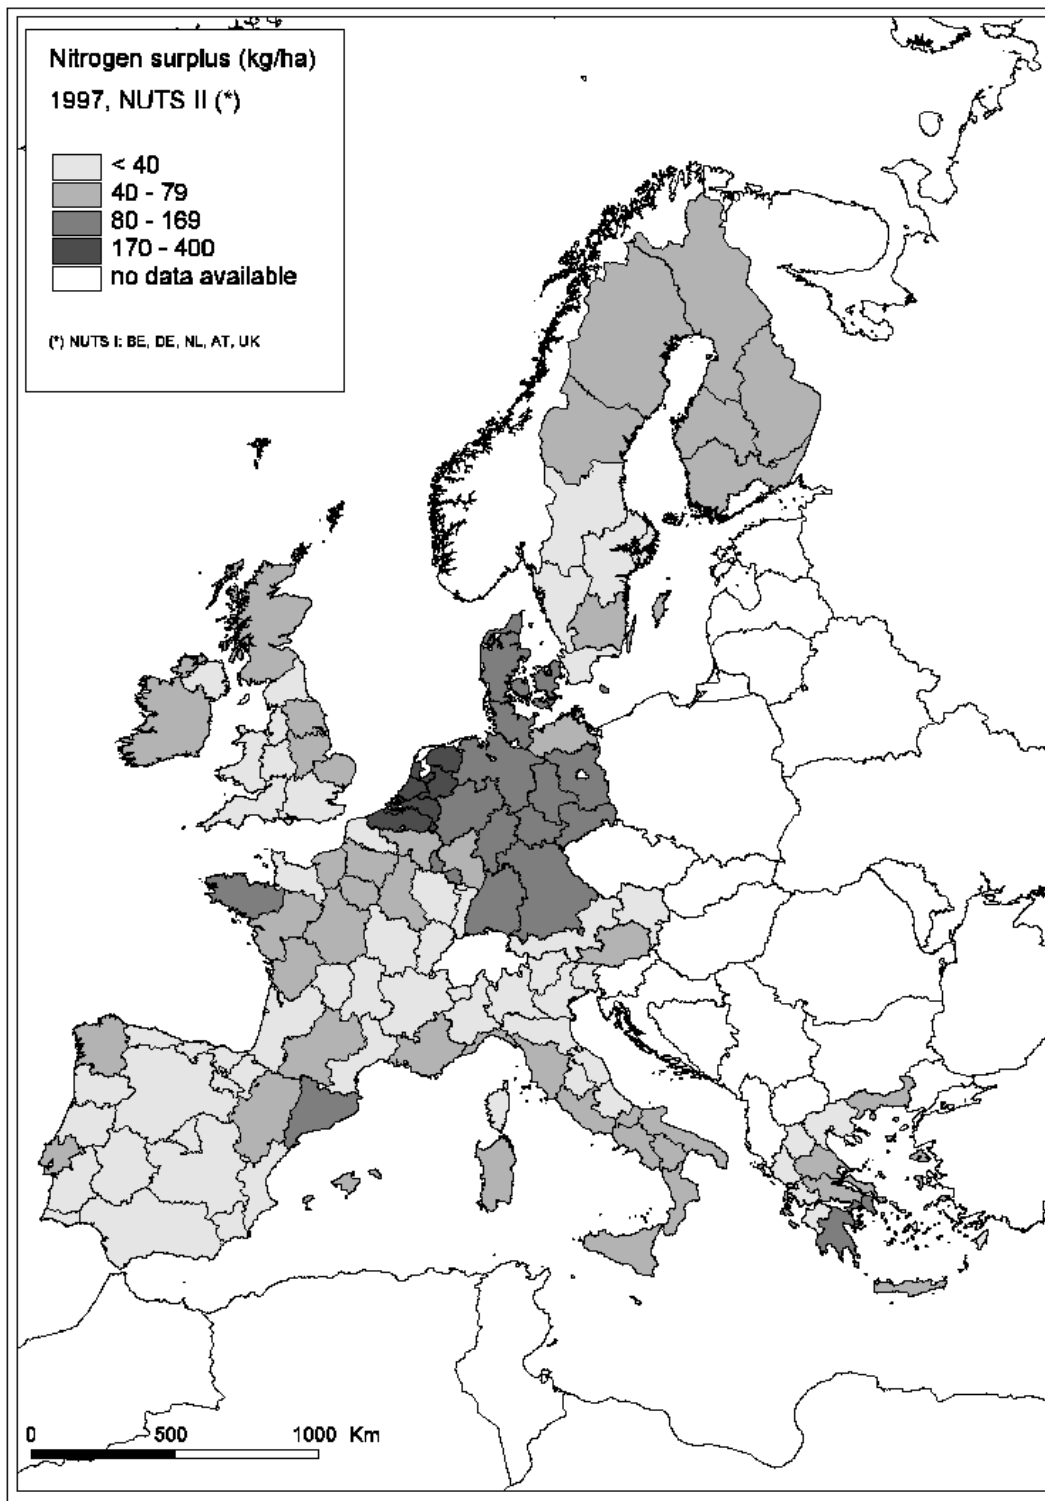 Nitrogen surplus (kg/ha)
1997, NUTS II (*)
< 40
40 - 79
80 - 169
170 - 400
no data available
(*) NUTS I: BE, DE, NL, AT, UK
0 500 1000 Km